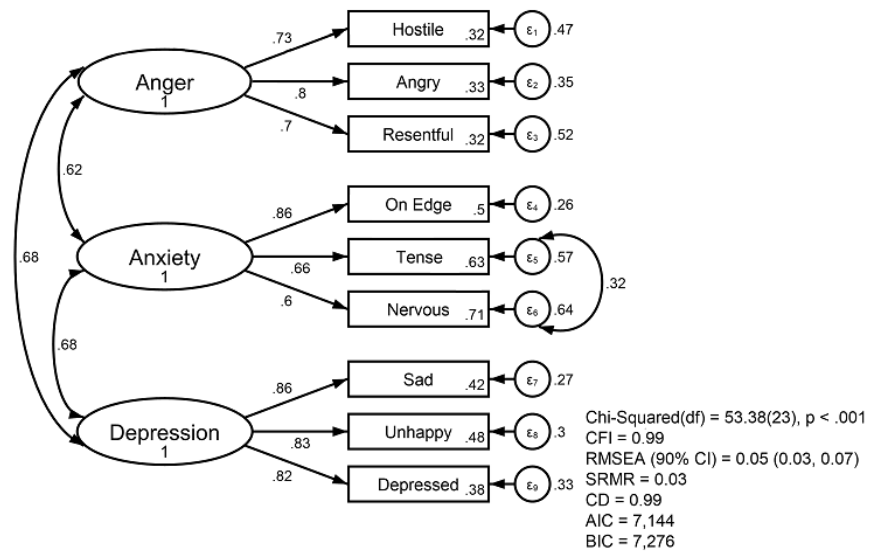 .73
Hostile .32 ε1 .47
Anger
1
.8
Angry .33 ε2 .35
.7
Resentful .32 ε3 .52
.62
.86
On Edge .5 ε4 .26
.68
Anxiety
1
.66
Tense .63 ε5 .57
.32
.6
Nervous .71 ε6 .64
.68
.86
Sad .42 ε7 .27
Depression
1
.83
Unhappy .48 ε8 .3
.82
Depressed .38 ε9 .33
Chi-Squared(df) = 53.38(23), p < .001
CFI = 0.99
RMSEA (90% CI) = 0.05 (0.03, 0.07)
SRMR = 0.03
CD = 0.99
AIC = 7,144
BIC = 7,276